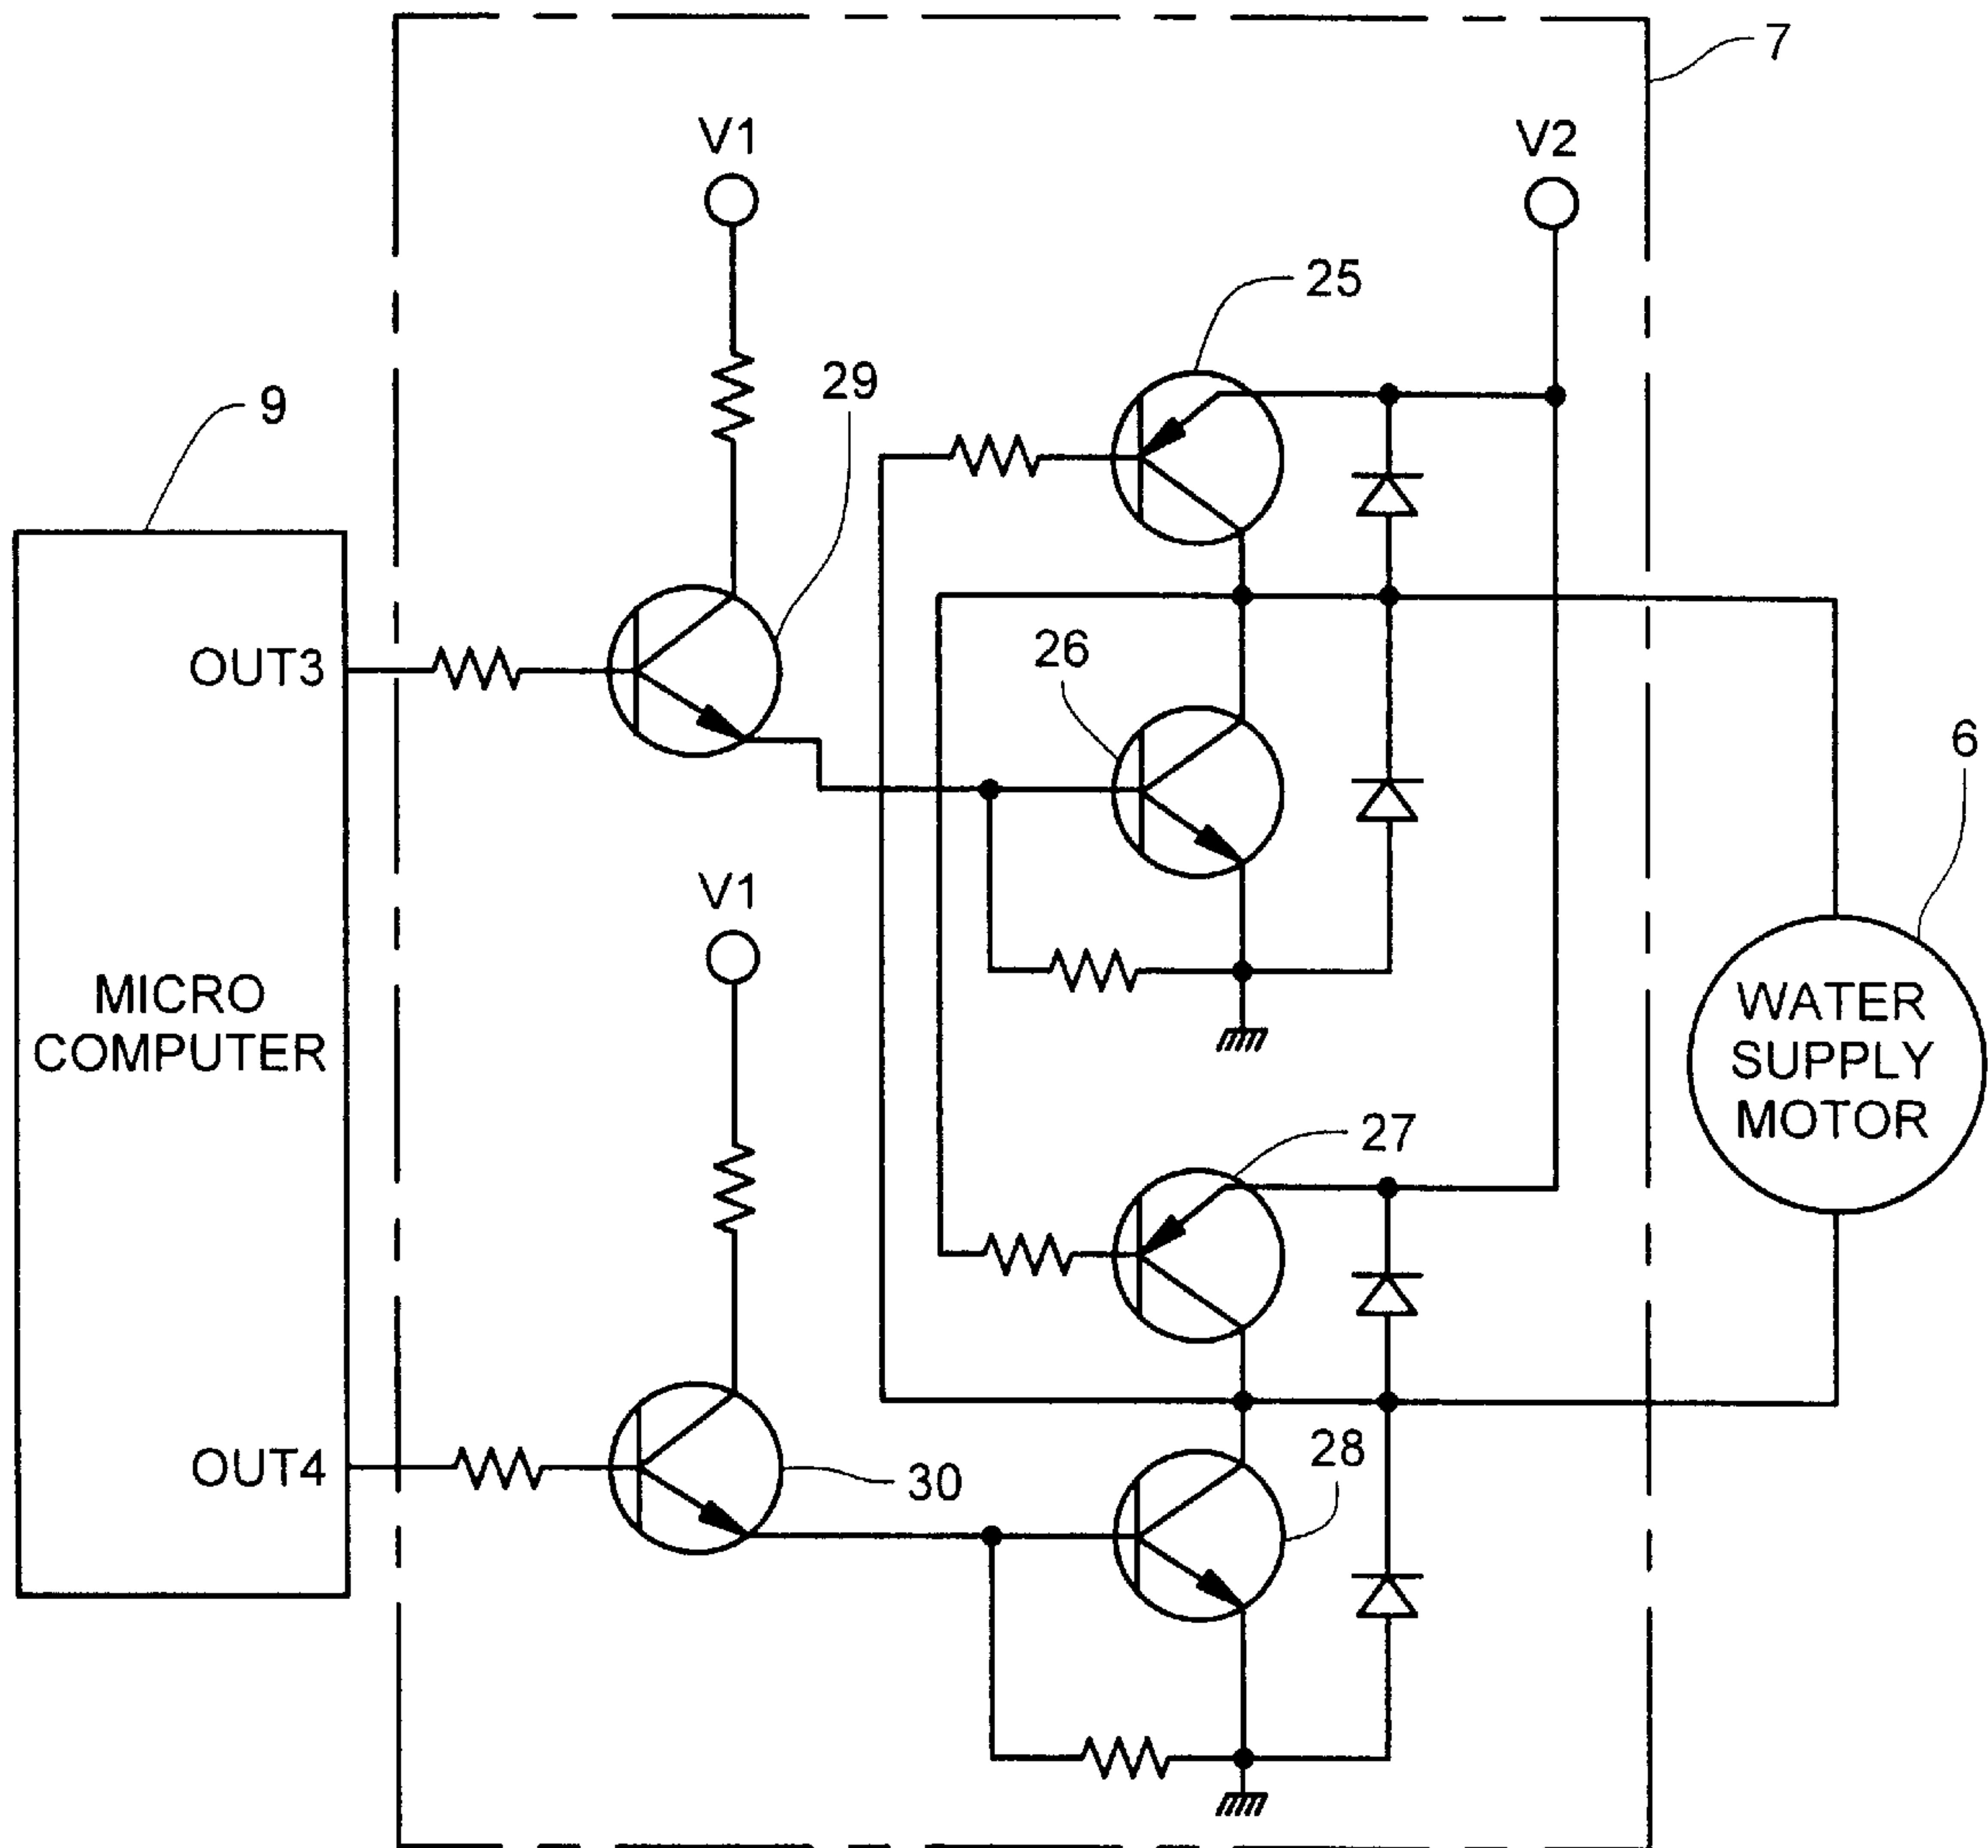 7
V1
V2
25
29
9
OUT3
26
6
V1
MICRO
COMPUTER
WATER
SUPPLY
MOTOR
27
28
OUT4
30